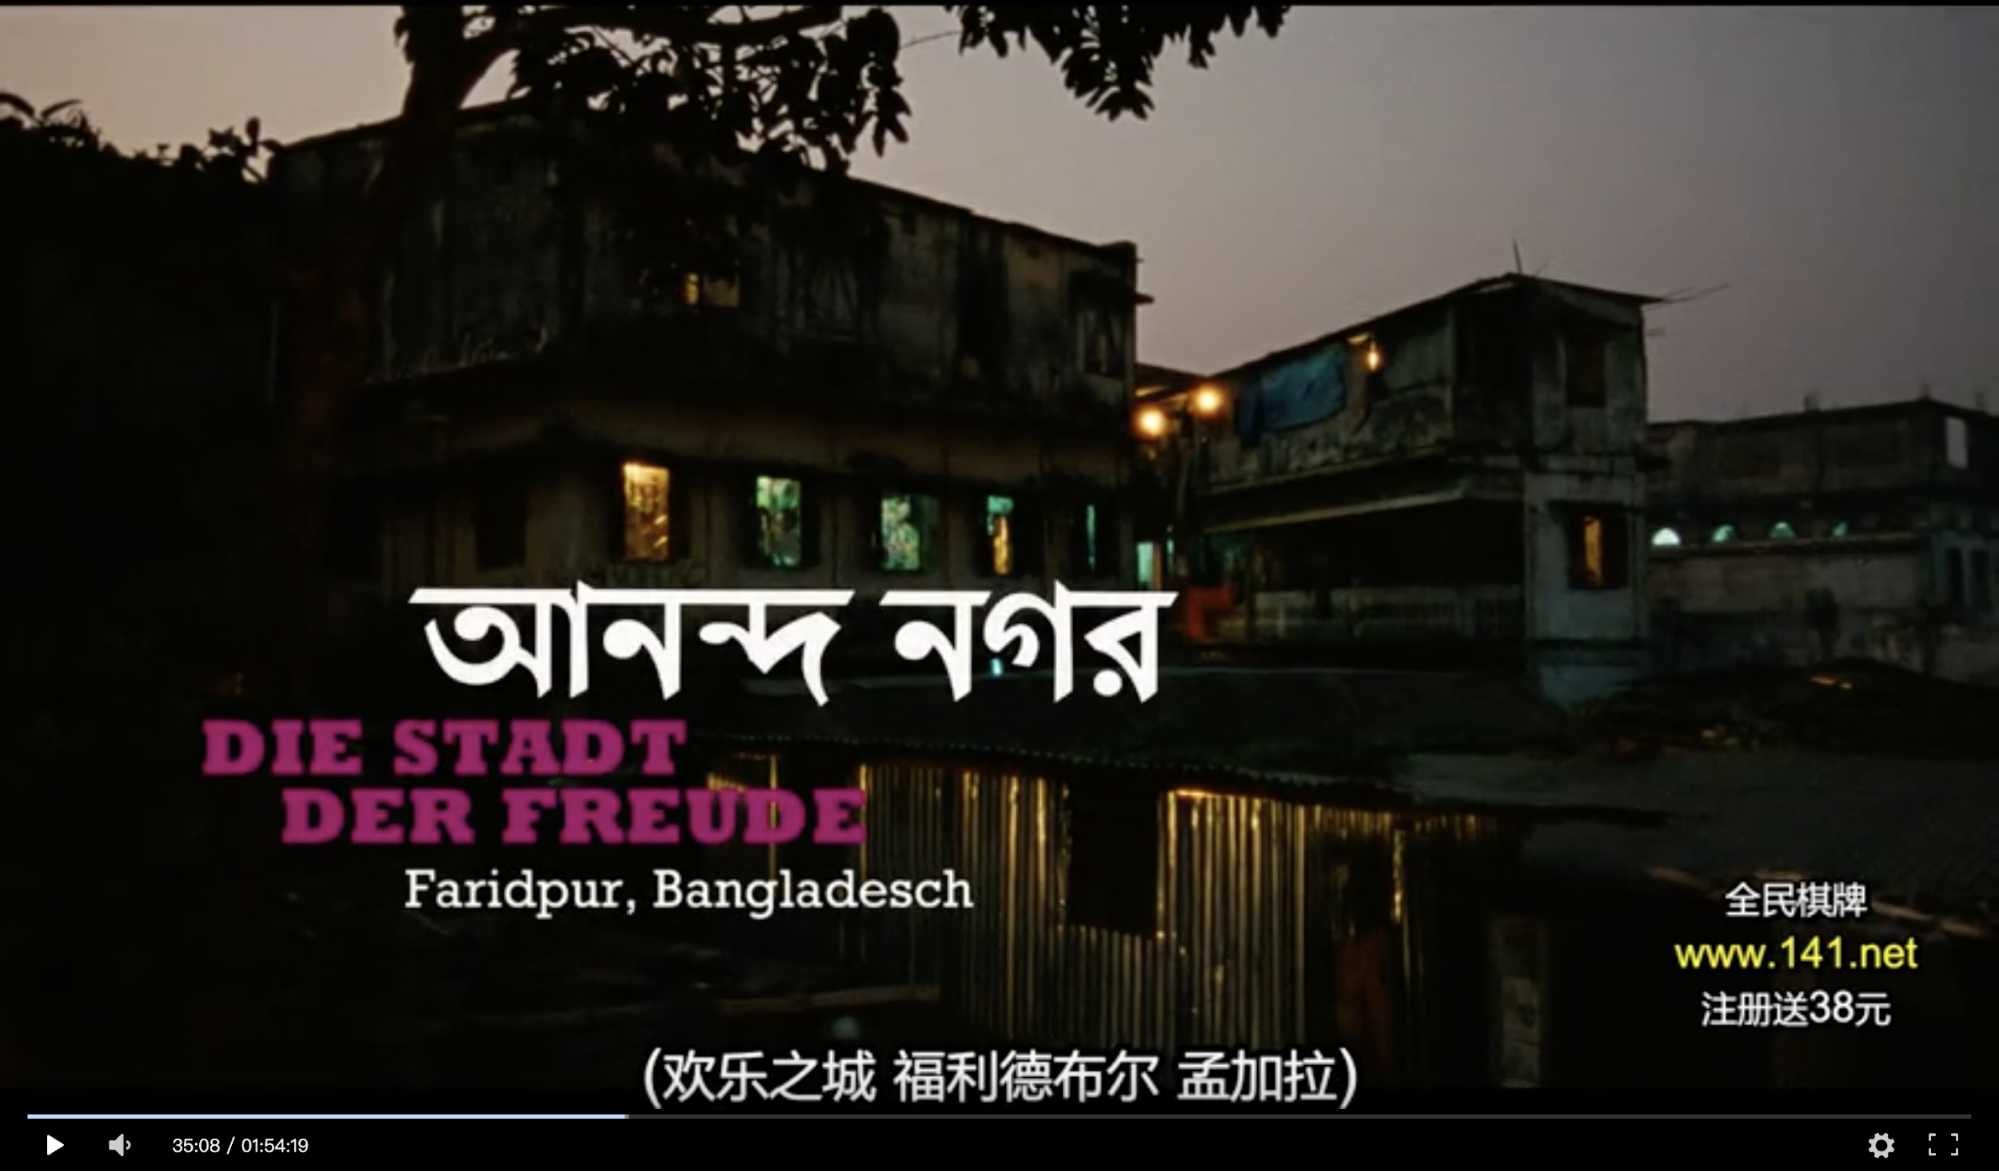 আনন্দ নগর
DIE STADT
DER FREUDE
Faridpur, Bangladesch
全民棋牌
www.141.net
注册送38元
(欢乐之城 福利德布尔 孟加拉)
35:08 / 01:54:19